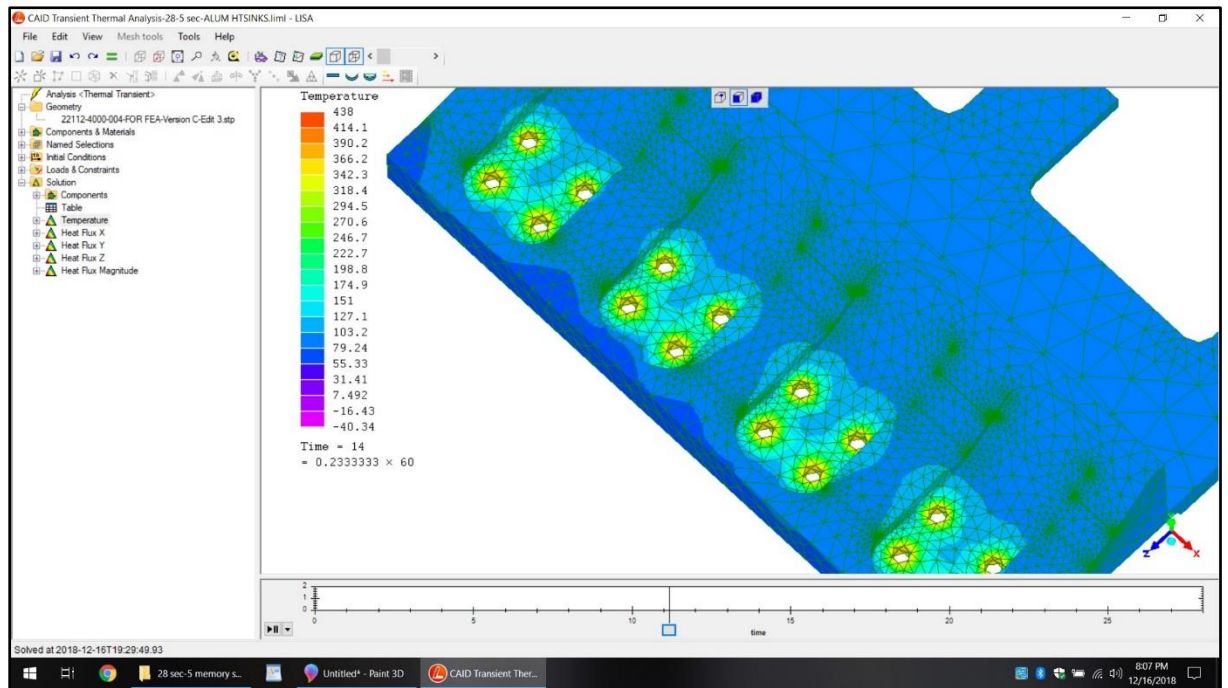 CAID Transient Thermal Analysis-28-5 sec-ALUM HTSINKS.liml - LISA
File Edit View Mesh tools Tools Help
Analysis <Thermal Transient>
Geometry
22112-4000-004-FOR FEA-Version C-Edit 3.stp
Components & Materials
Named Selections
Initial Conditions
Loads & Constraints
Solution
Components
Table
Temperature
Heat Flux X
Heat Flux Y
Heat Flux Z
Heat Flux Magnitude
Temperature
438
414.1
390.2
366.2
342.3
318.4
294.5
270.6
246.7
222.7
198.8
174.9
151
127.1
103.2
79.24
55.33
31.41
7.492
-16.43
-40.34
Time = 14
= 0.2333333 × 60
z x
2
1
0
0 5 10 15 20 25
time
Solved at 2018-12-16T19:29:49.93
28 sec-5 memory s...
Untitled* - Paint 3D
CAID Transient Ther...
8:07 PM
12/16/2018